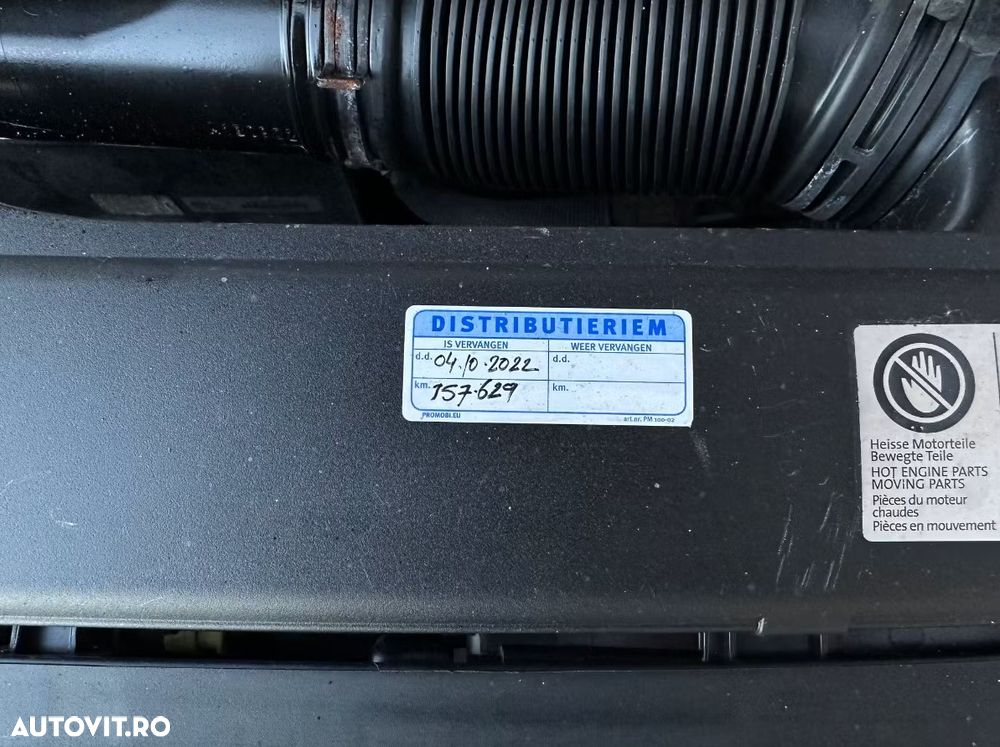 DISTRIBUTIERIEM
IS VERVANGEN
WEER VERVANGEN
d.d. 04.10.2022
d.d.
km. 157.629
km.
PROMOBI.EU
art.nr. PM 100-02
Heisse Motorteile
Bewegte Teile
HOT ENGINE PARTS
MOVING PARTS
Pièces du moteur
chaudes
Pièces en mouvement
AUTOVIT.RO